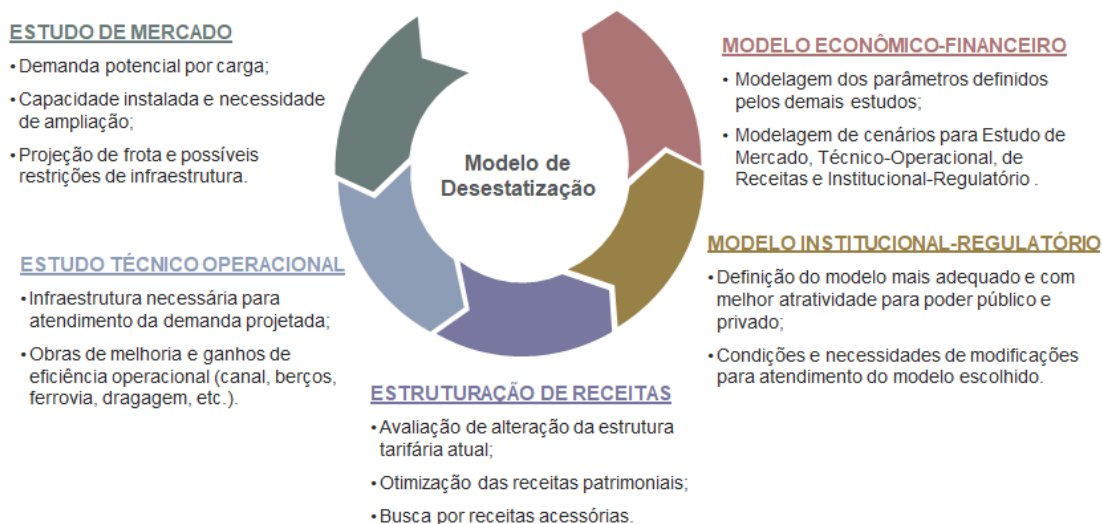 ESTUDO DE MERCADO
• Demanda potencial por carga;
• Capacidade instalada e necessidade
de ampliação;
• Projeção de frota e possíveis
restrições de infraestrutura.
ESTUDO TÉCNICO OPERACIONAL
• Infraestrutura necessária para
atendimento da demanda projetada;
• Obras de melhoria e ganhos de
eficiência operacional (canal, berços,
ferrovia, dragagem, etc.).
Modelo de
Desestatização
ESTRUTURAÇÃO DE RECEITAS
• Avaliação de alteração da estrutura
tarifária atual;
• Otimização das receitas patrimoniais;
• Busca por receitas acessórias.
MODELO ECONÔMICO-FINANCEIRO
• Modelagem dos parâmetros definidos
pelos demais estudos;
• Modelagem de cenários para Estudo de
Mercado, Técnico-Operacional, de
Receitas e Institucional-Regulatório .
MODELO INSTITUCIONAL-REGULATÓRIO
• Definição do modelo mais adequado e com
melhor atratividade para poder público e
privado;
• Condições e necessidades de modificações
para atendimento do modelo escolhido.